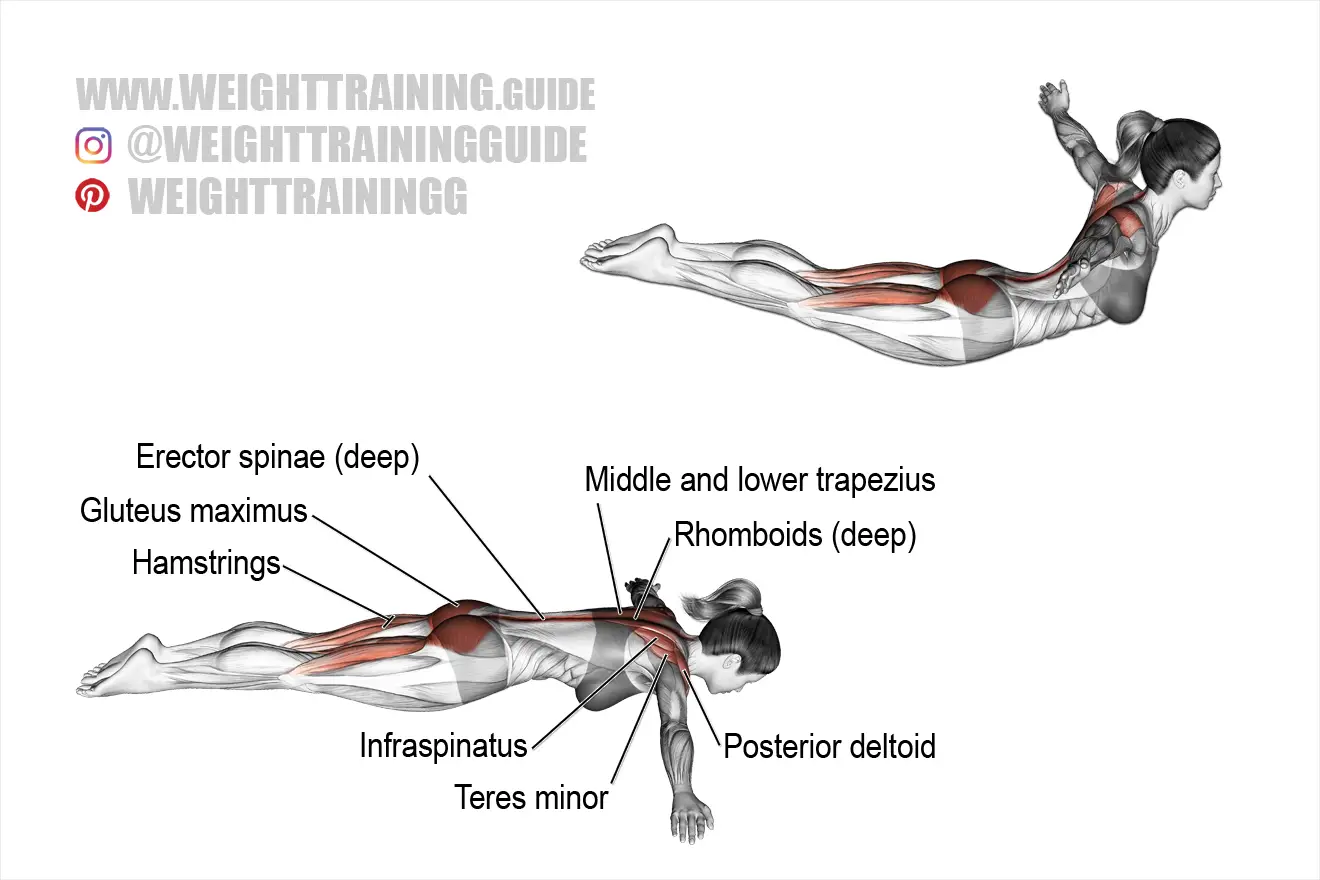 WWW.WEIGHTTRAINING.GUIDE
@WEIGHTTRAININGGUIDE
WEIGHTTRAININGG
Erector spinae (deep)
Middle and lower trapezius
Gluteus maximus
Rhomboids (deep)
Hamstrings
Infraspinatus
Posterior deltoid
Teres minor